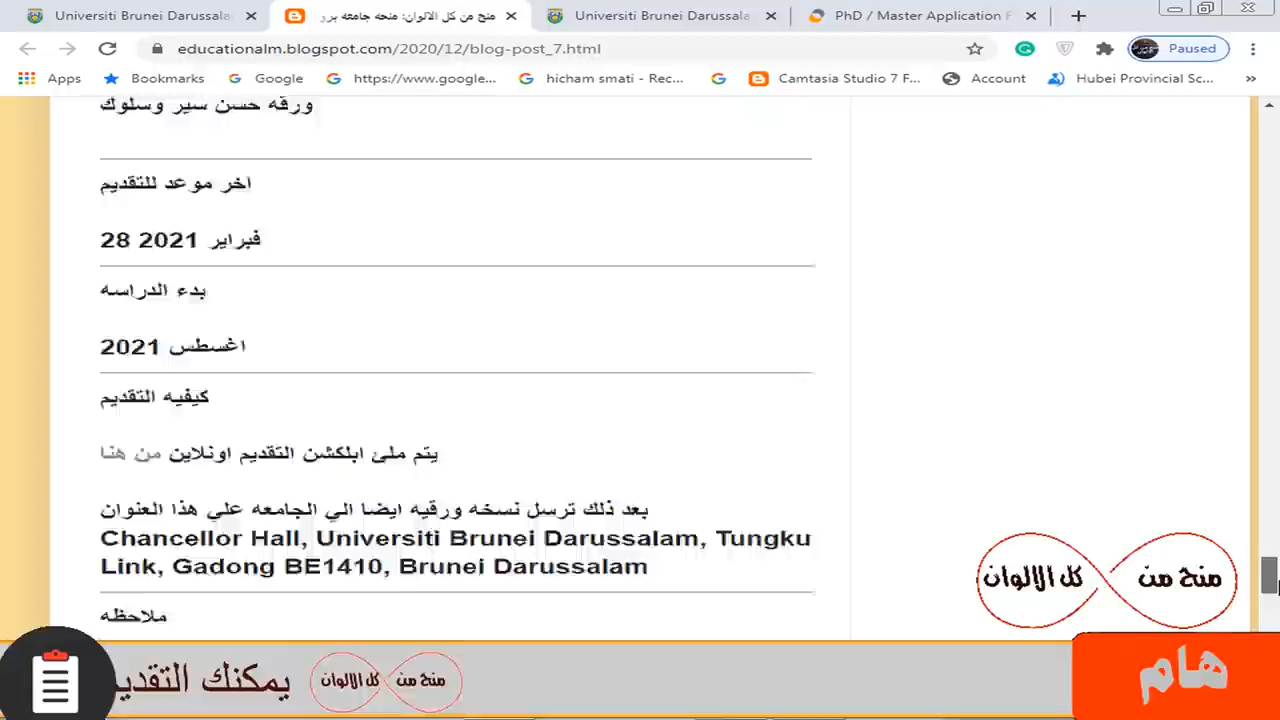 Universiti Brunei Darussala
منح من كل الالوان: منحه جامعه برو
Universiti Brunei Darussala
PhD / Master Application F
educationalm.blogspot.com/2020/12/blog-post_7.html
Paused
Apps
Bookmarks
Google
https://www.google...
hicham smati - Rec...
Camtasia Studio 7 F...
Account
Hubei Provincial Sc...
»
ورقه حسن سير وسلوك
اخر موعد للتقديم
28 فبراير 2021
بدء الدراسه
اغسطس 2021
كيفيه التقديم
يتم ملئ ابلكشن التقديم اونلاين من هنا
بعد ذلك ترسل نسخه ورقيه ايضا الي الجامعه علي هذا العنوان
Chancellor Hall, Universiti Brunei Darussalam, Tungku
Link, Gadong BE1410, Brunei Darussalam
ملاحظه
منح من كل الالوان
هام
منح من كل الالوان
يمكنك التقديم